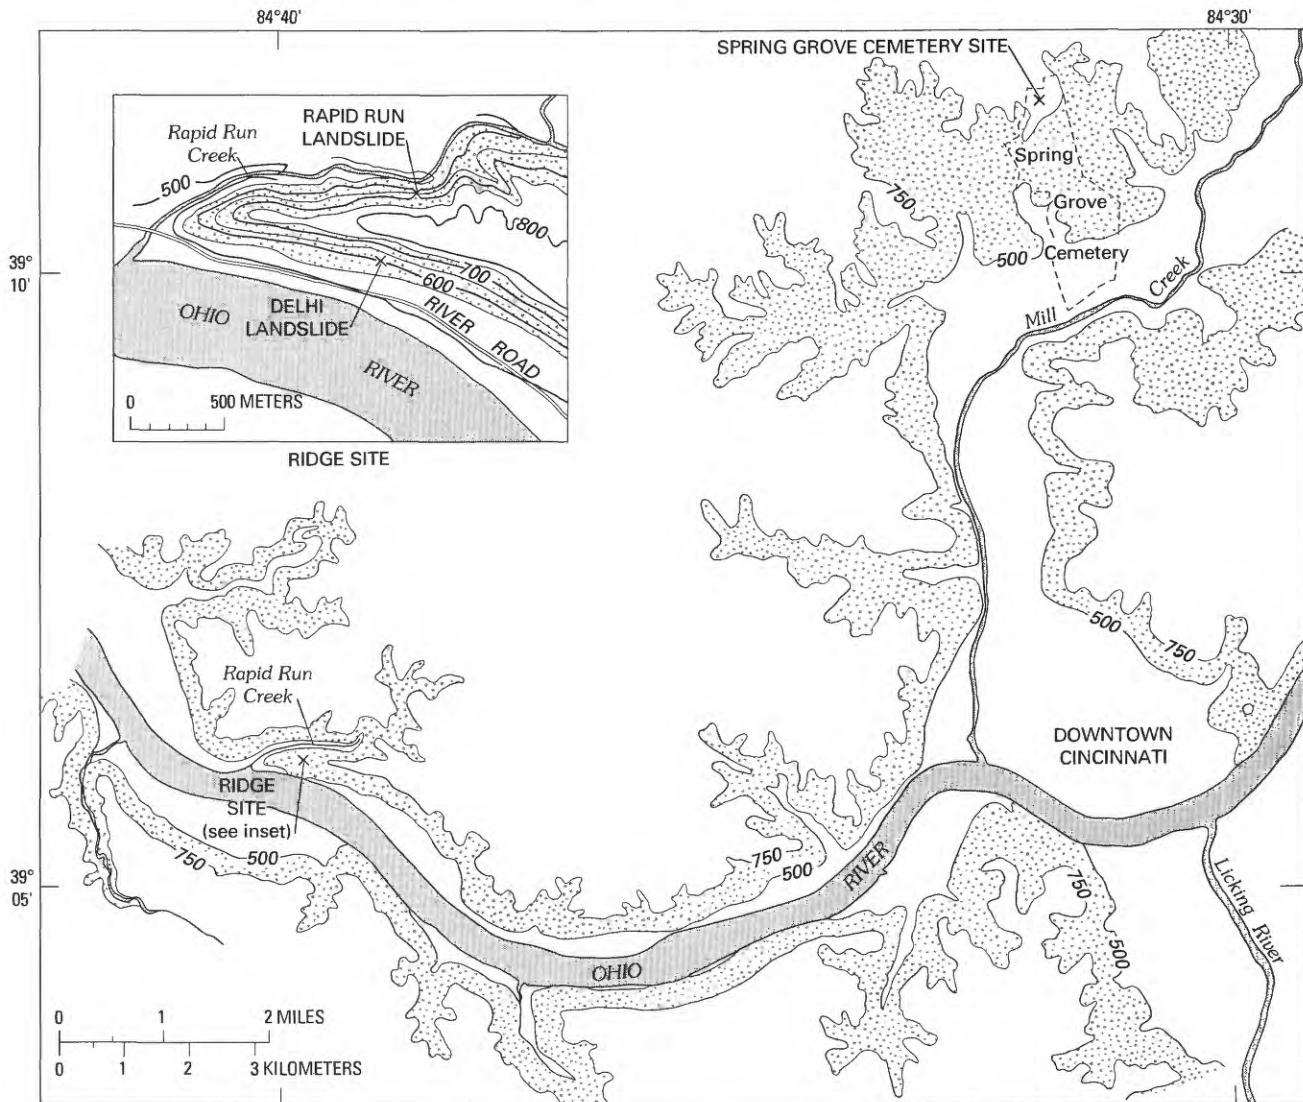 84°40'
84°30'
SPRING GROVE CEMETERY SITE
RAPID RUN
LANDSLIDE
Rapid Run
Creek
500
800
700
600
DELHI
LANDSLIDE
OHIO
RIVER
RIVER
ROAD
0 500 METERS
RIDGE SITE
39°
10'
750
Spring
Grove
Cemetery
500
Mill
Creek
500
750
Rapid Run
Creek
RIDGE
SITE
(see inset)
DOWNTOWN
CINCINNATI
750
500
39°
05'
750
500
RIVER
OHIO
750
500
Licking River
0 1 2 MILES
0 1 2 3 KILOMETERS